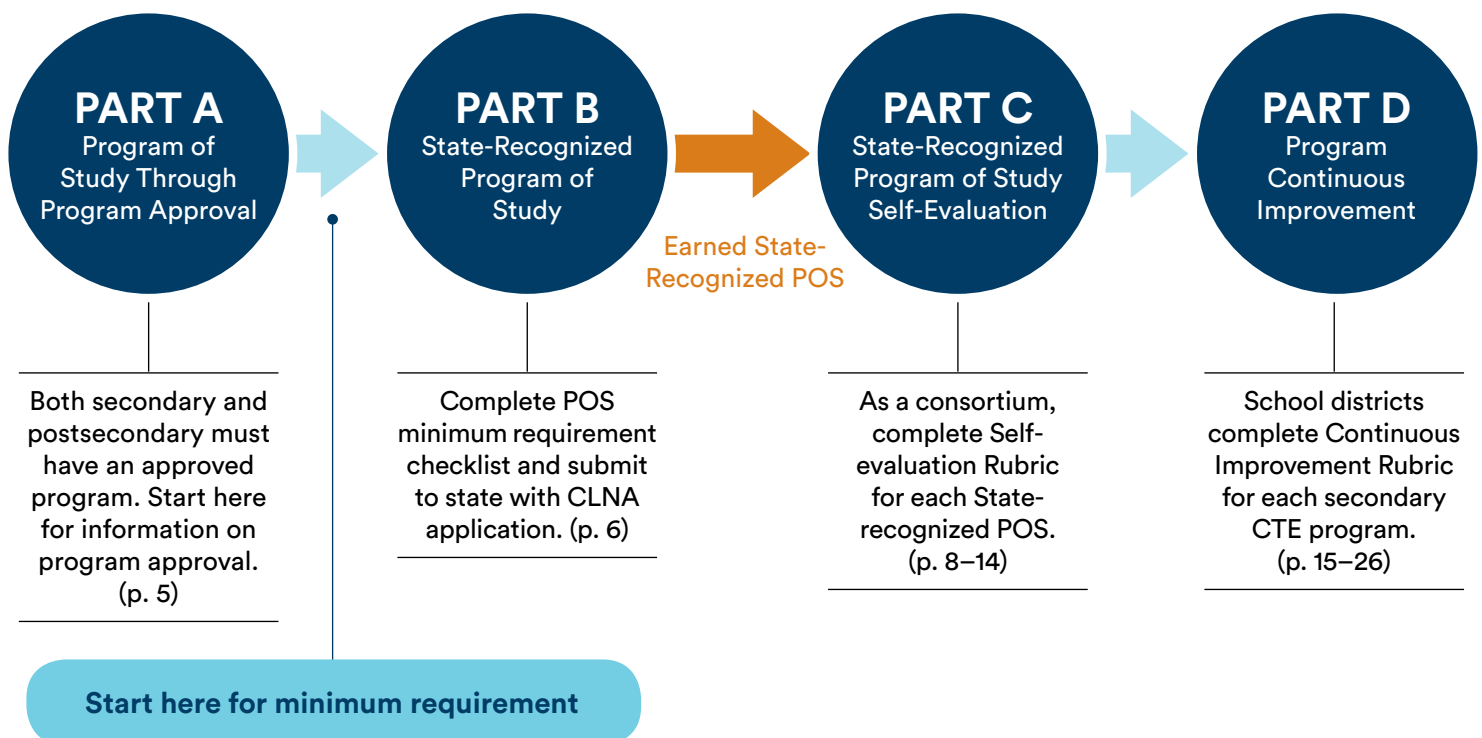 PART A
Program of
Study Through
Program Approval
PART B
State-Recognized
Program of
Study
Earned State-
Recognized POS
PART C
State-Recognized
Program of Study
Self-Evaluation
PART D
Program
Continuous
Improvement
Both secondary and
postsecondary must
have an approved
program. Start here
for information on
program approval.
(p. 5)
Complete POS
minimum requirement
checklist and submit
to state with CLNA
application. (p. 6)
As a consortium,
complete Self-
evaluation Rubric
for each State-
recognized POS.
(p. 8–14)
School districts
complete Continuous
Improvement Rubric
for each secondary
CTE program.
(p. 15–26)
Start here for minimum requirement